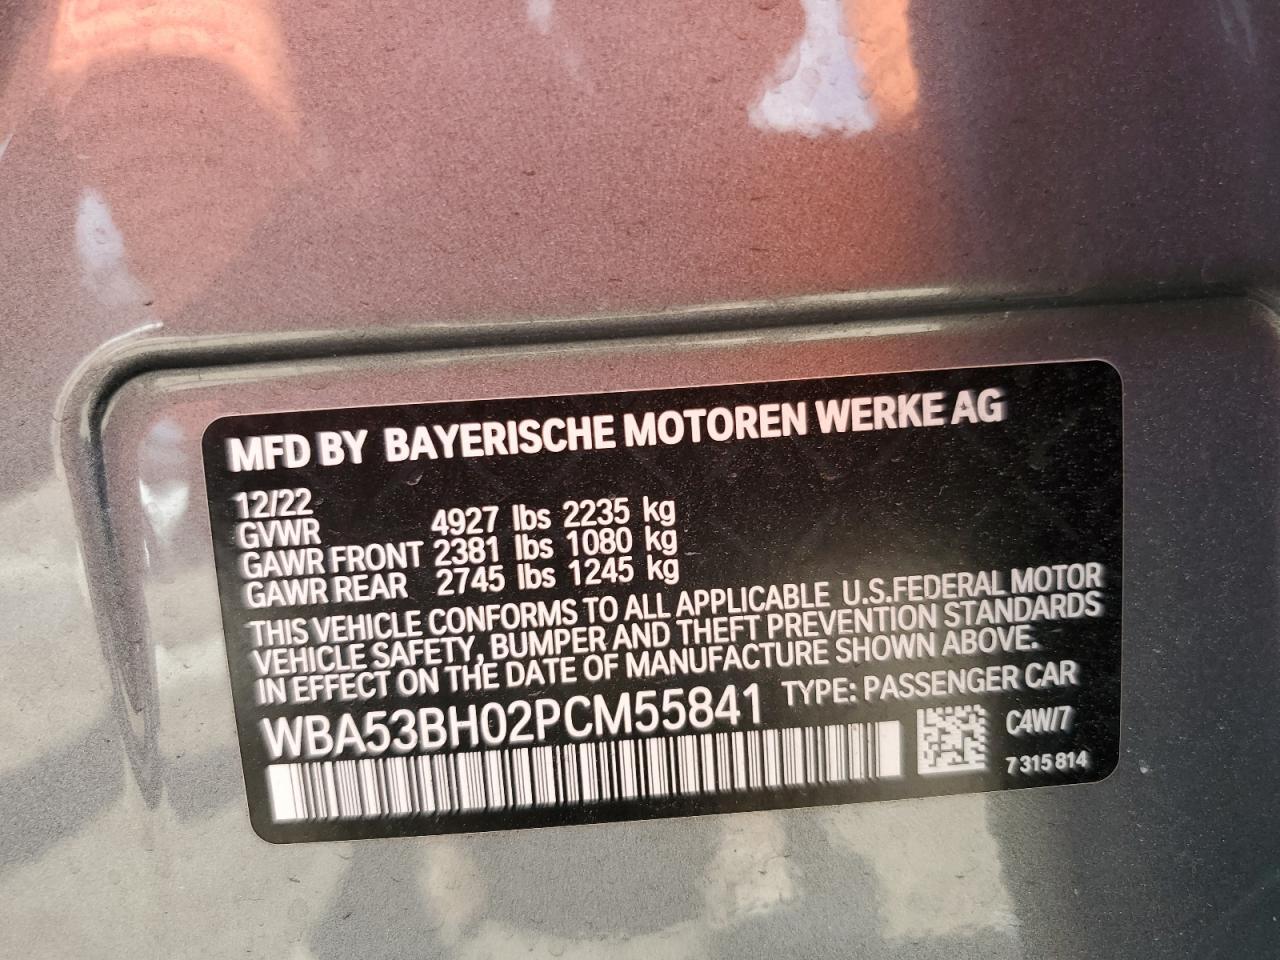 MFD BY BAYERISCHE MOTOREN WERKE AG
12/22
GVWR 4927 lbs 2235 kg
GAWR FRONT 2381 lbs 1080 kg
GAWR REAR 2745 lbs 1245 kg
THIS VEHICLE CONFORMS TO ALL APPLICABLE U.S.FEDERAL MOTOR
VEHICLE SAFETY, BUMPER AND THEFT PREVENTION STANDARDS
IN EFFECT ON THE DATE OF MANUFACTURE SHOWN ABOVE.
WBA53BH02PCM55841 TYPE: PASSENGER CAR
C4W/7
7 315 814